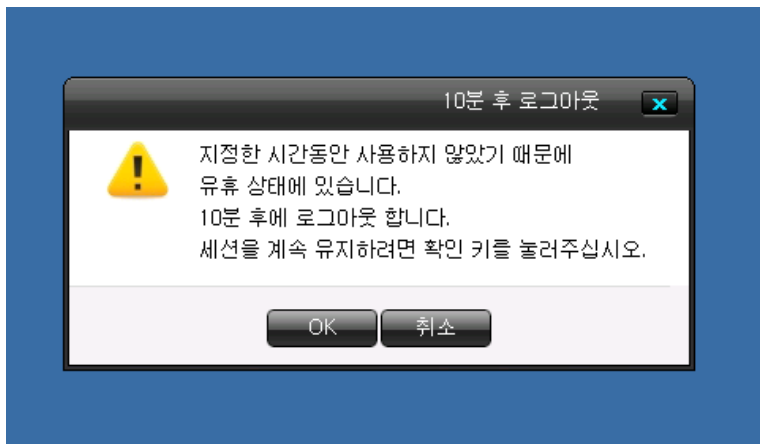 10분 후 로그아웃
지정한 시간동안 사용하지 않았기 때문에
유휴 상태에 있습니다.
10분 후에 로그아웃 합니다.
세션을 계속 유지하려면 확인 키를 눌러주십시오.
OK 취소